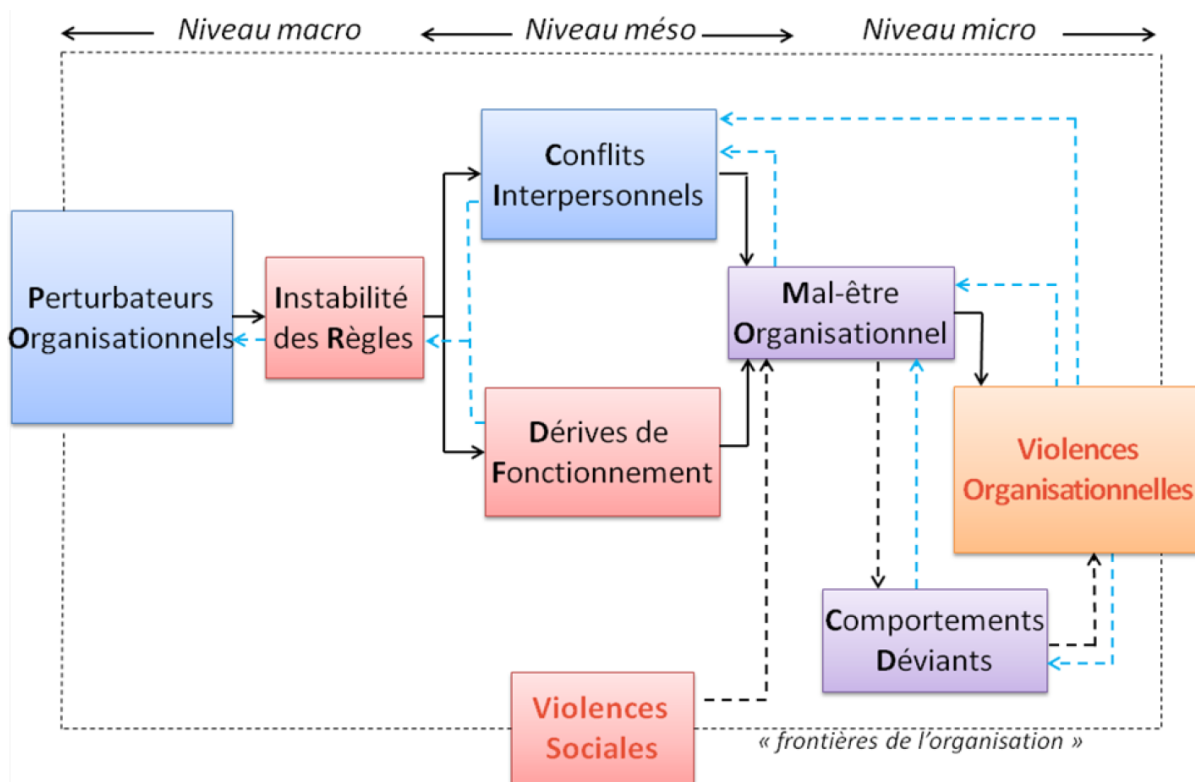 Niveau macro
Niveau méso
Niveau micro
Conflits
Interpersonnels
Perturbateurs
Organisationnels
Instabilité
des Règles
Mal-être
Organisationnel
Dérives de
Fonctionnement
Violences
Organisationnelles
Comportements
Déviants
Violences
Sociales
« frontières de l’organisation »